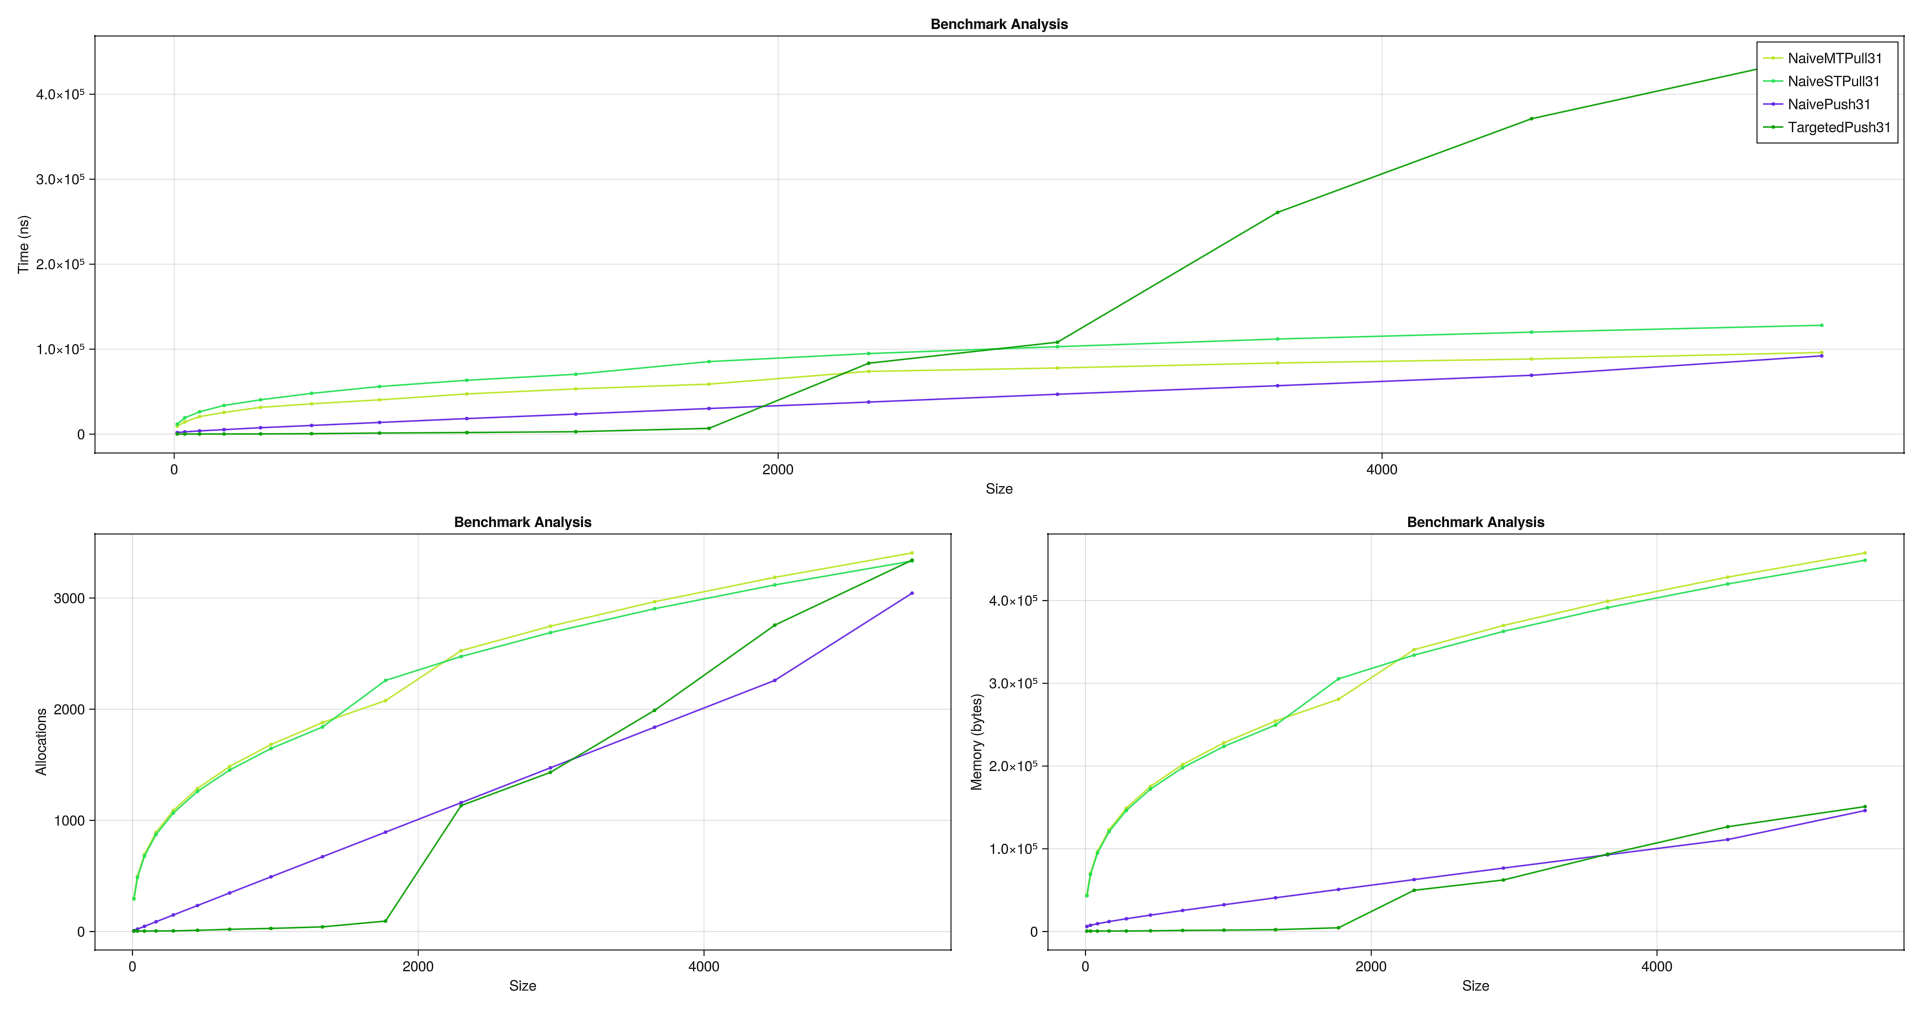 Benchmark Analysis
Time (ns)
4.0×10⁵
3.0×10⁵
2.0×10⁵
1.0×10⁵
0
0 2000 4000
Size
NaiveMTPull31
NaiveSTPull31
NaivePush31
TargetedPush31
Benchmark Analysis
Allocations
3000
2000
1000
0
0 2000 4000
Size
Benchmark Analysis
Memory (bytes)
4.0×10⁵
3.0×10⁵
2.0×10⁵
1.0×10⁵
0
0 2000 4000
Size